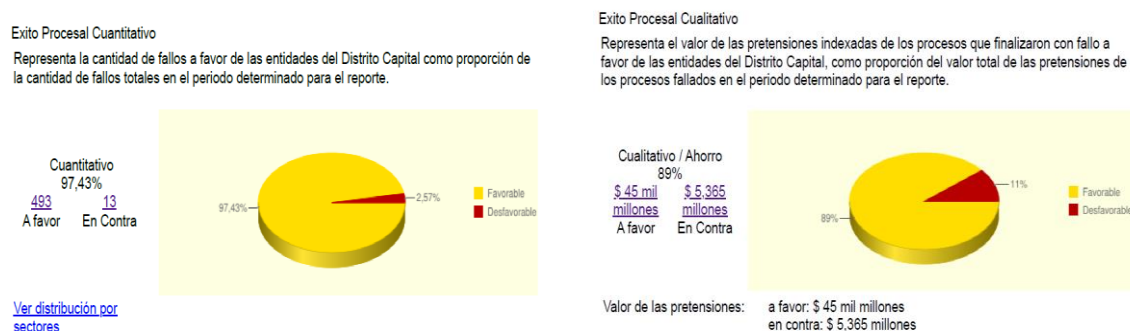 Exito Procesal Cuantitativo
Representa la cantidad de fallos a favor de las entidades del Distrito Capital como proporción de
la cantidad de fallos totales en el periodo determinado para el reporte.
Cuantitativo
97,43%
493 13
A favor En Contra
97,43%
2,57%
Favorable
Desfavorable
Ver distribución por
sectores
Exito Procesal Cualitativo
Representa el valor de las pretensiones indexadas de los procesos que finalizaron con fallo a
favor de las entidades del Distrito Capital, como proporción del valor total de las pretensiones de
los procesos fallados en el periodo determinado para el reporte.
Cualitativo / Ahorro
89%
$ 45 mil $ 5,365
millones millones
A favor En Contra
89%
11%
Favorable
Desfavorable
Valor de las pretensiones: a favor: $ 45 mil millones
en contra: $ 5,365 millones